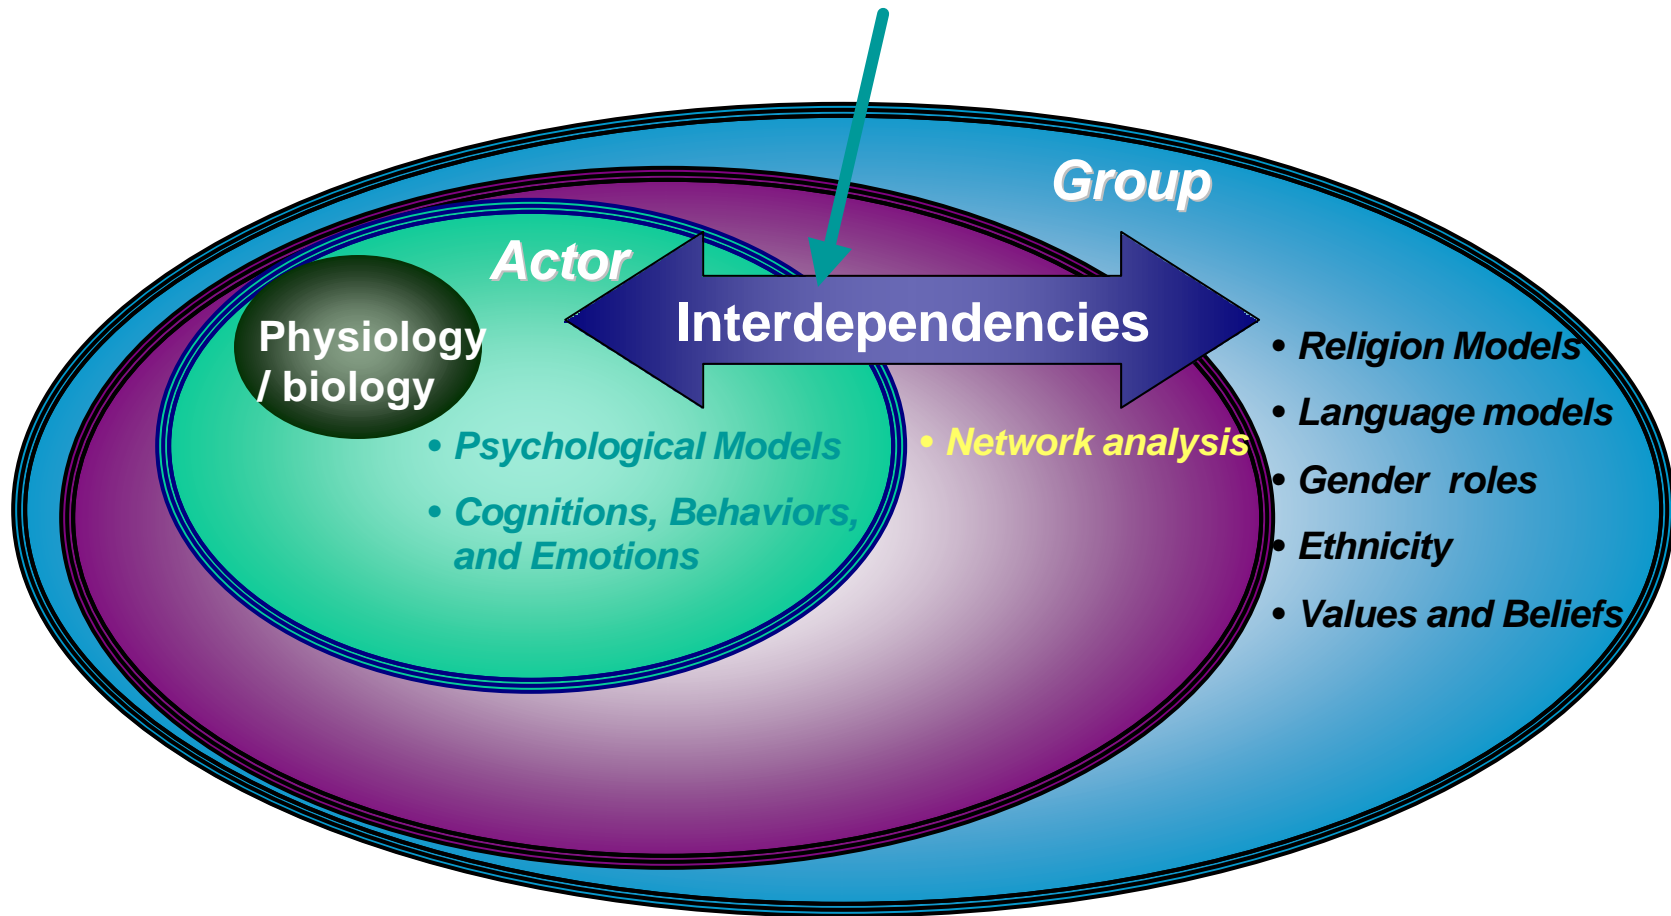 Group
Actor
Interdependencies
Physiology
/ biology
• Psychological Models
• Cognitions, Behaviors,
and Emotions
• Network analysis
• Religion Models
• Language models
• Gender  roles
• Ethnicity
• Values and Beliefs